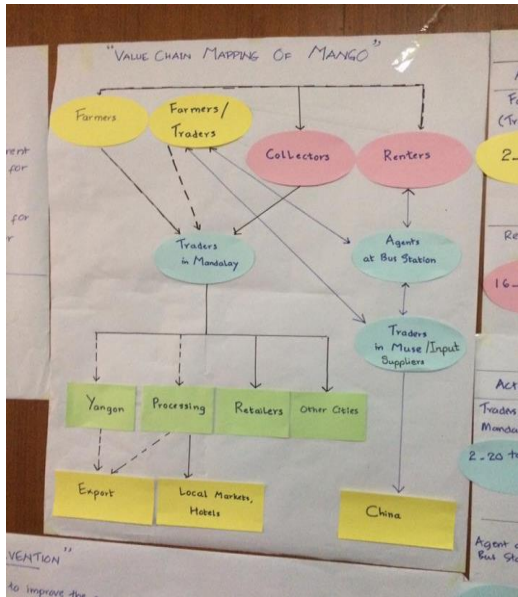 "VALUE CHAIN MAPPING OF MANGO"
Farmers
Farmers/
Traders
Collectors
Renters
Traders
in Mandalay
Agents
at Bus Station
Traders
in Muse/Input
Suppliers
Yangon
Processing
Retailers
Other Cities
Export
Local Markets,
Hotels
China
for
for
2-
Re
16-
Act
Traders
Manda
2-20 to
Agent
Bus Sta
VENTION"
to improve the